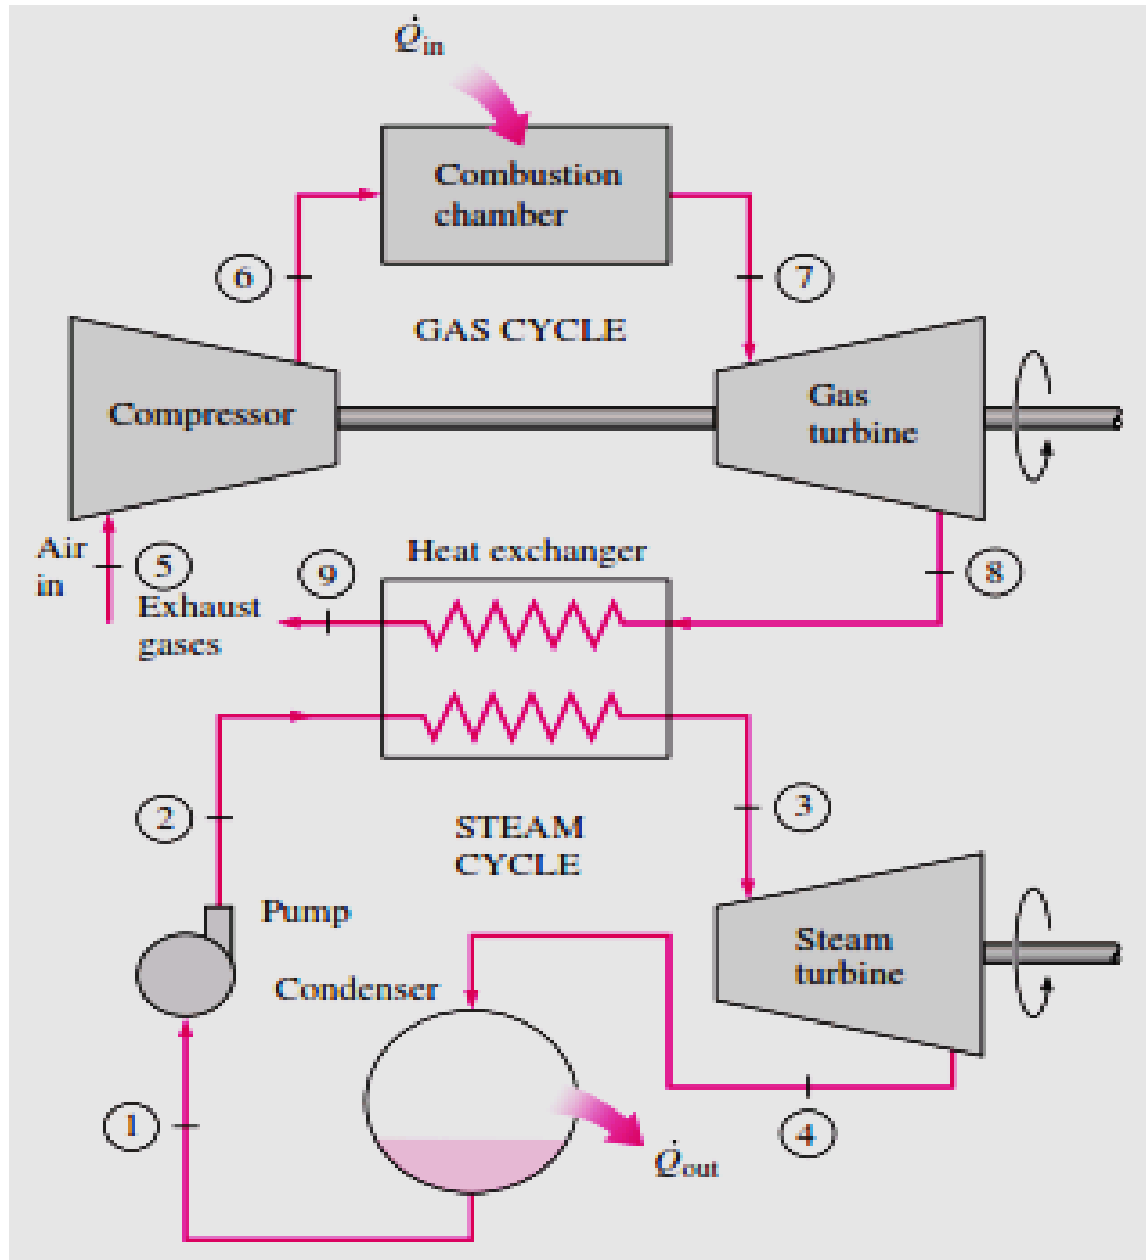 Q̇in
Combustion
chamber
6
7
GAS CYCLE
Compressor
Gas
turbine
Air
in
5
Exhaust
gases
9
Heat exchanger
8
2
3
STEAM
CYCLE
Pump
Condenser
Steam
turbine
1
4
Q̇out